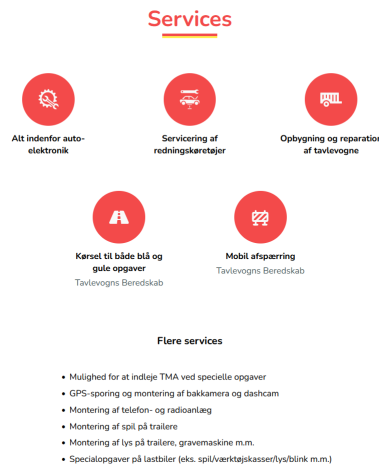 Services
Alt indenfor auto-
elektronik
Servicering af
redningskøretøjer
Opbygning og reparation
af tavlevogne
Kørsel til både blå og
gule opgaver
Tavlevogns Beredskab
Mobil afspærring
Tavlevogns Beredskab
Flere services
• Mulighed for at indleje TMA ved specielle opgaver
• GPS-sporing og montering af bakkamera og dashcam
• Montering af telefon- og radioanlæg
• Montering af spil på trailere
• Montering af lys på trailere, gravemaskine m.m.
• Specialopgaver på lastbiler (eks. spil/værktøjskasser/lys/blink m.m.)